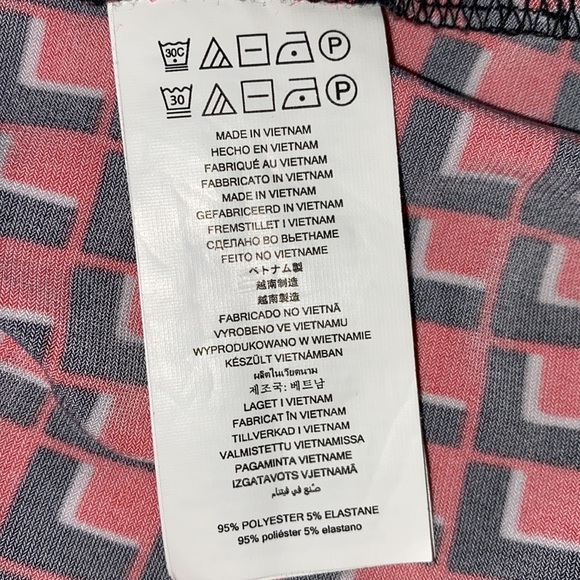 30C P
30 P
MADE IN VIETNAM
HECHO EN VIETNAM
FABRIQUÉ AU VIETNAM
FABBRICATO IN VIETNAM
MADE IN VIETNAM
GEFABRICEERD IN VIETNAM
FREMSTILLET I VIETNAM
СДЕЛАНО ВО ВЬЕТНАМЕ
FEITO NO VIETNAME
ベトナム製
越南制造
越南製造
FABRICADO NO VIETNÃ
VYROBENO VE VIETNAMU
WYPRODUKOWANO W WIETNAMIE
KÉSZÜLT VIETNÁMBAN
ผลิตในเวียดนาม
제조국: 베트남
LAGET I VIETNAM
FABRICAT ÎN VIETNAM
TILLVERKAD I VIETNAM
VALMISTETTU VIETNAMISSA
PAGAMINTA VIETNAME
IZGATAVOTS VJETNAMĀ
صنع في فيتنام
95% POLYESTER 5% ELASTANE
95% poliéster 5% elastano